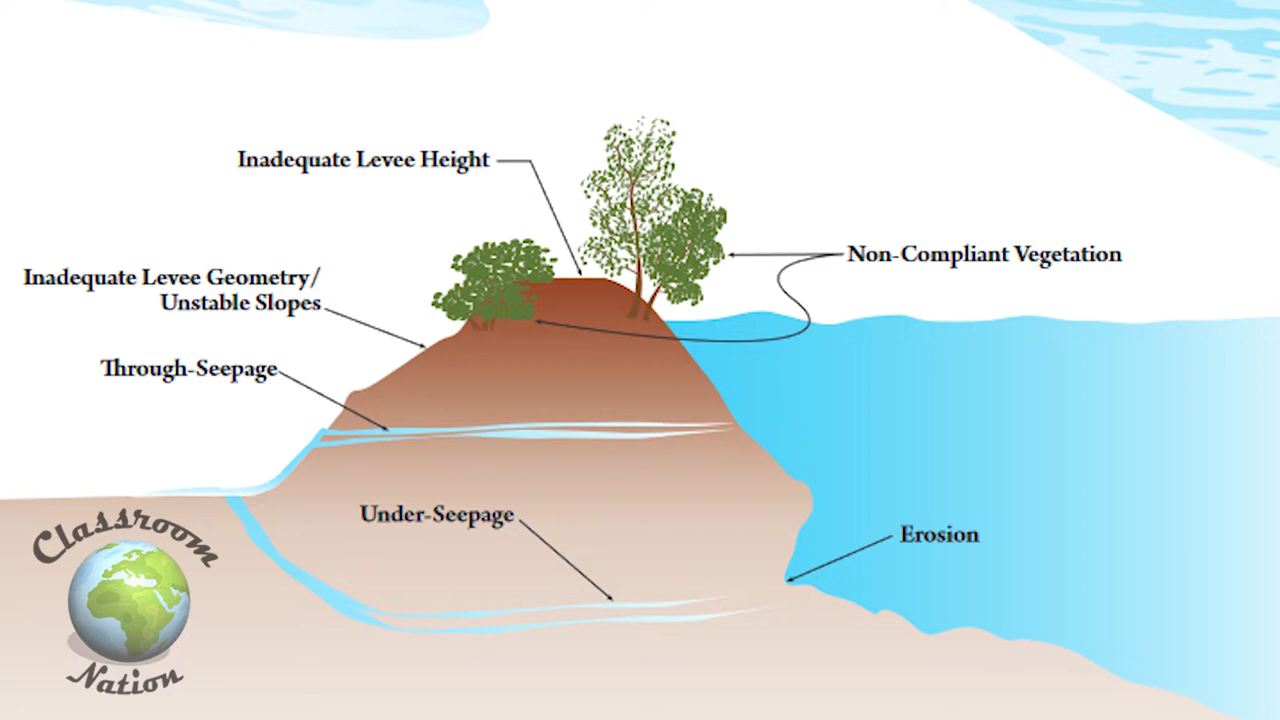 Inadequate Levee Height
Non-Compliant Vegetation
Inadequate Levee Geometry/
Unstable Slopes
Through-Seepage
Under-Seepage
Erosion
Classroom
Nation